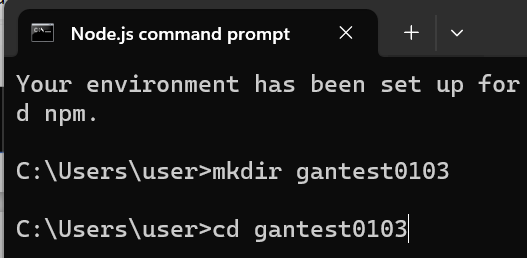 Node.js command prompt
Your environment has been set up for
d npm.
C:\Users\user>mkdir gantest0103
C:\Users\user>cd gantest0103